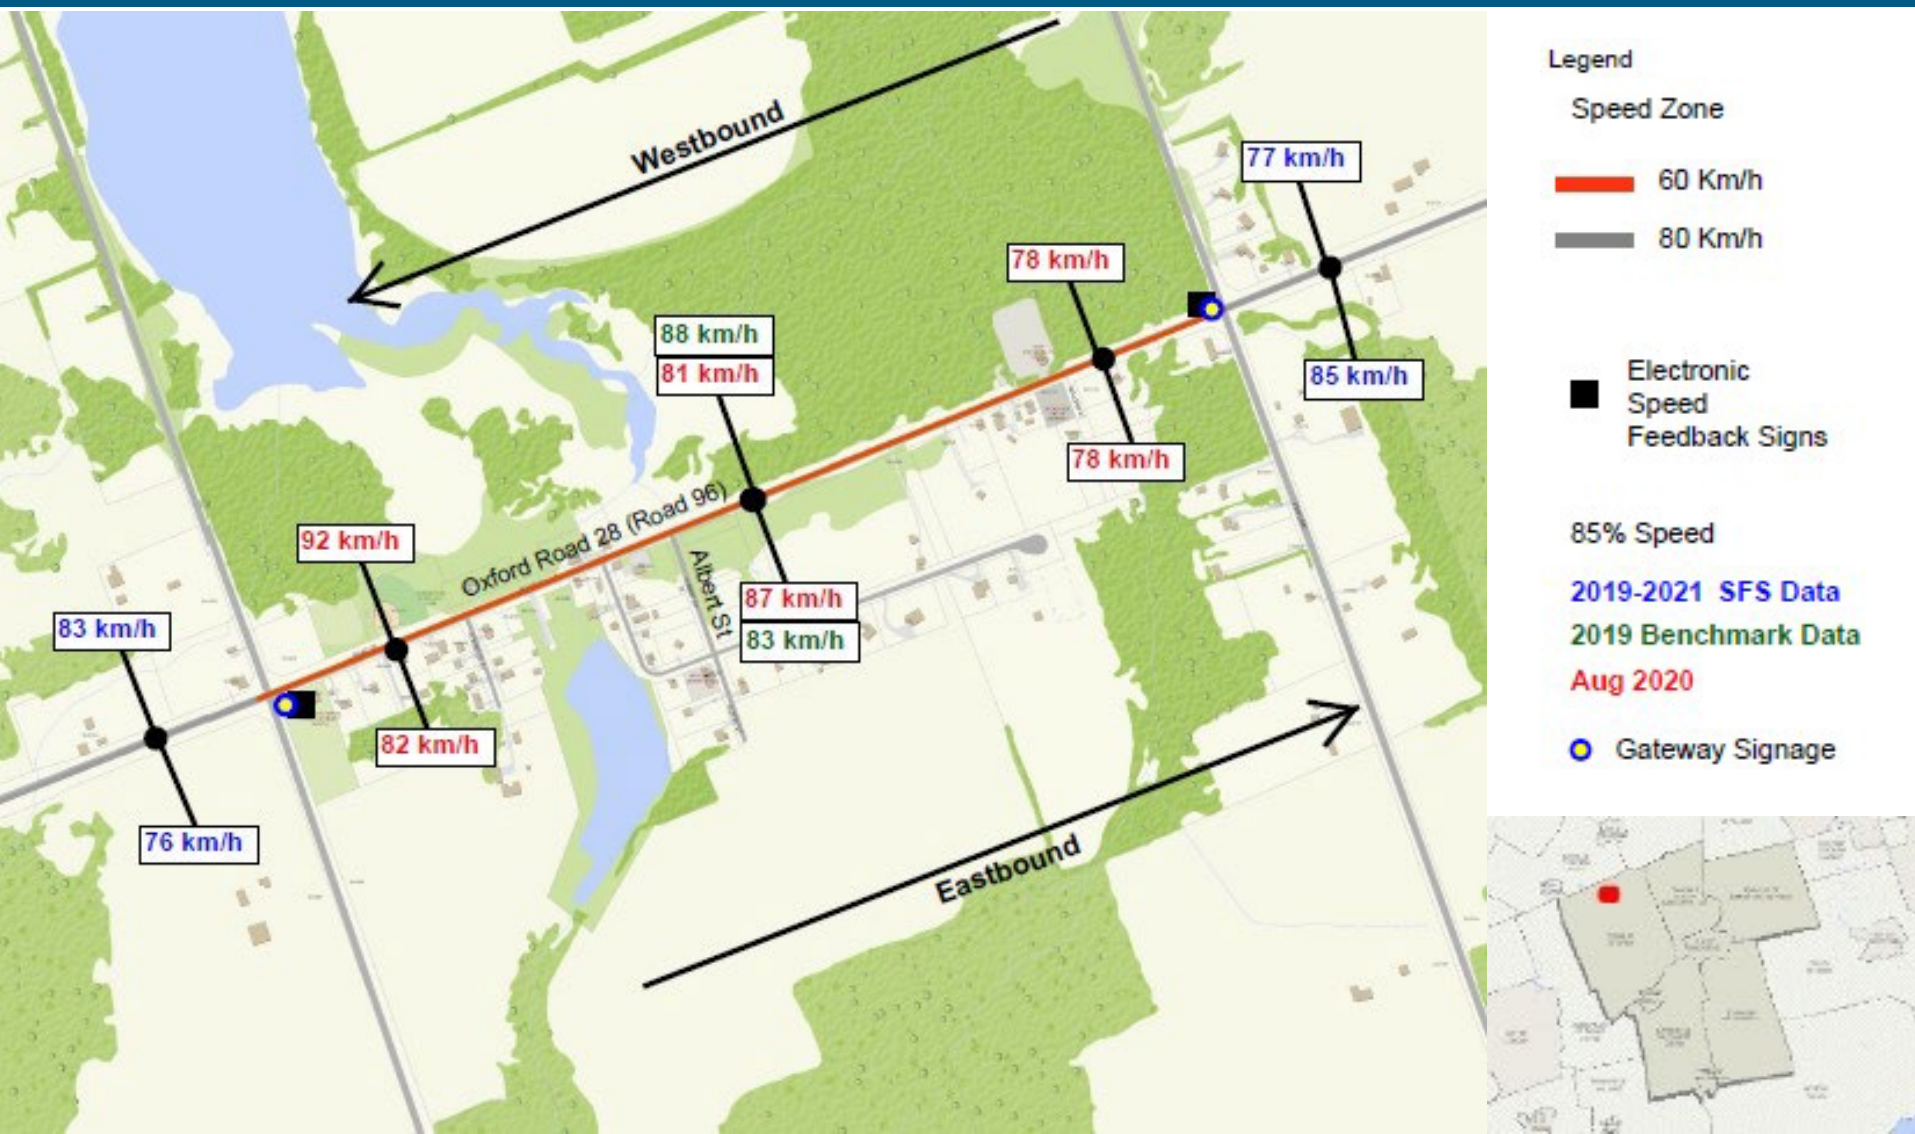 Westbound
77 km/h
78 km/h
88 km/h
81 km/h
85 km/h
78 km/h
Oxford Road 28 (Road 96)
92 km/h
Albert St
87 km/h
83 km/h
83 km/h
82 km/h
76 km/h
Eastbound
Legend
Speed Zone
60 Km/h
80 Km/h
Electronic
Speed
Feedback Signs
85% Speed
2019-2021 SFS Data
2019 Benchmark Data
Aug 2020
Gateway Signage